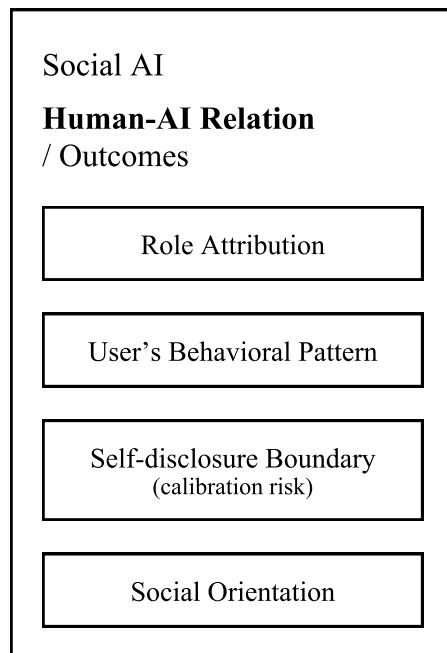 Social AI
Human-AI Relation
/ Outcomes
Role Attribution
User’s Behavioral Pattern
Self-disclosure Boundary
(calibration risk)
Social Orientation